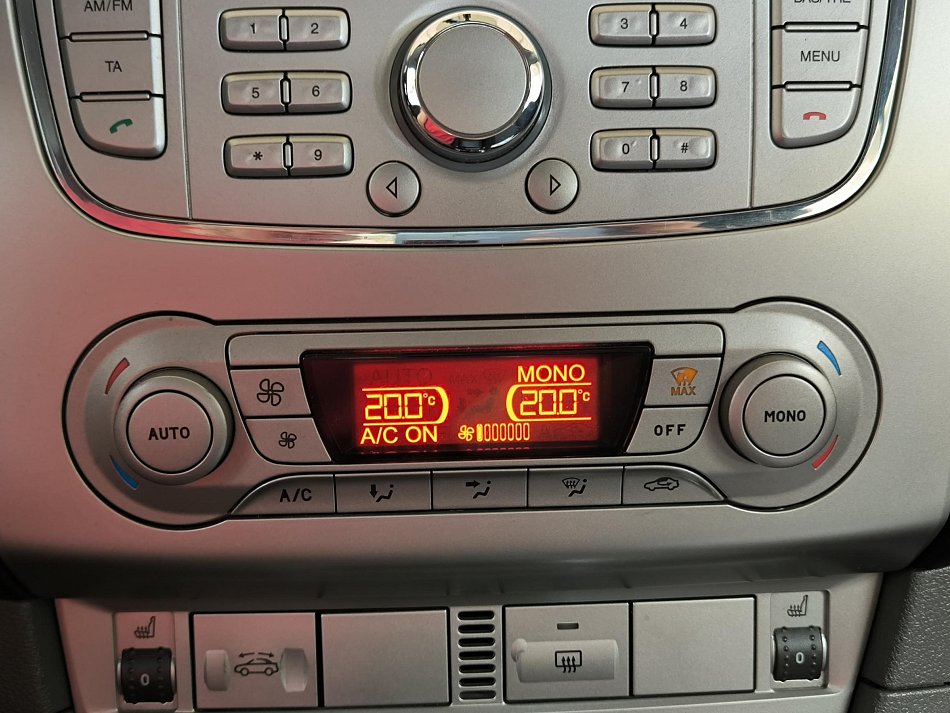 AM/FM
1 2
3 4
TA
MENU
5 6
7 8
* 9
0 #
MONO
20.0°C
20.0°C
A/C ON
MAX
AUTO
OFF
MONO
A/C
0
0